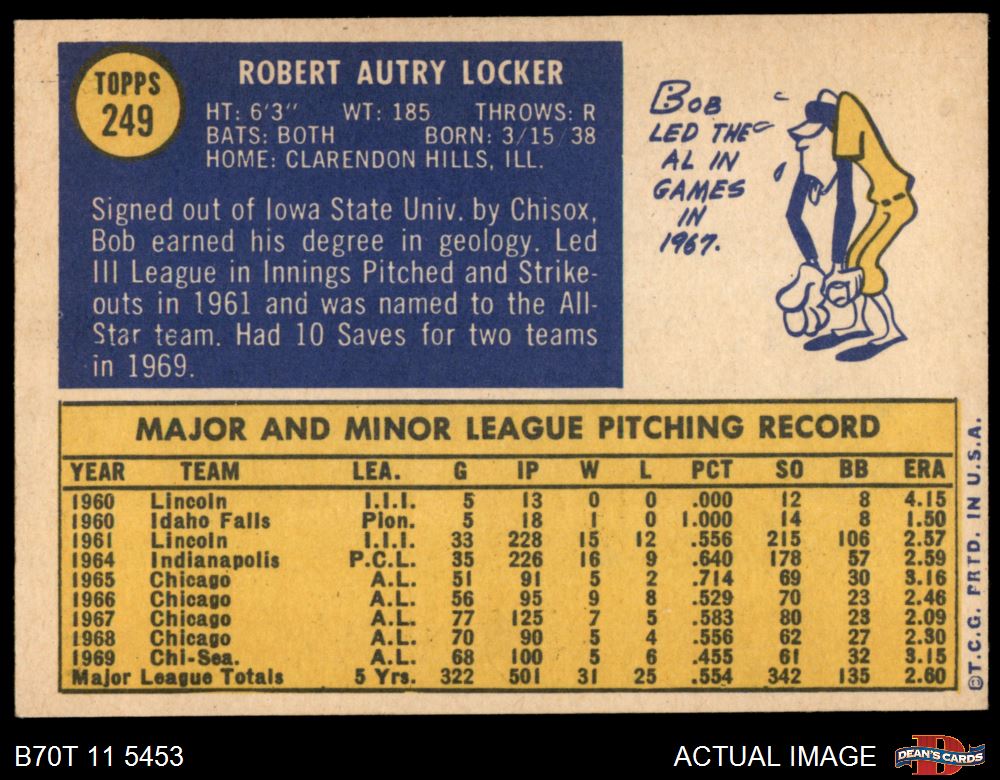 TOPPS
249
ROBERT AUTRY LOCKER
HT: 6'3" WT: 185 THROWS: R
BATS: BOTH BORN: 3/15/38
HOME: CLARENDON HILLS, ILL.
Signed out of Iowa State Univ. by Chisox,
Bob earned his degree in geology. Led
III League in Innings Pitched and Strike-
outs in 1961 and was named to the All-
Star team. Had 10 Saves for two teams
in 1969.
BOB
LED THE
AL IN
GAMES
IN
1967.
MAJOR AND MINOR LEAGUE PITCHING RECORD
YEAR TEAM LEA. G IP W L PCT SO BB ERA
1960 Lincoln I.I.I. 5 13 0 0 .000 12 8 4.15
1960 Idaho Falls Pion. 5 18 1 0 1.000 14 8 1.50
1961 Lincoln I.I.I. 33 228 15 12 .556 215 106 2.57
1964 Indianapolis P.C.L. 35 226 16 9 .640 178 57 2.59
1965 Chicago A.L. 51 91 5 2 .714 69 30 3.16
1966 Chicago A.L. 56 95 9 8 .529 70 23 2.46
1967 Chicago A.L. 77 125 7 5 .583 80 23 2.09
1968 Chicago A.L. 70 90 5 4 .556 62 27 2.30
1969 Chi-Sea. A.L. 68 100 5 6 .455 61 32 3.15
Major League Totals 5 Yrs. 322 501 31 25 .554 342 135 2.60
©T.C.G. PRTD. IN U.S.A.
B70T 11 5453
ACTUAL IMAGE
D
DEAN'S CARDS